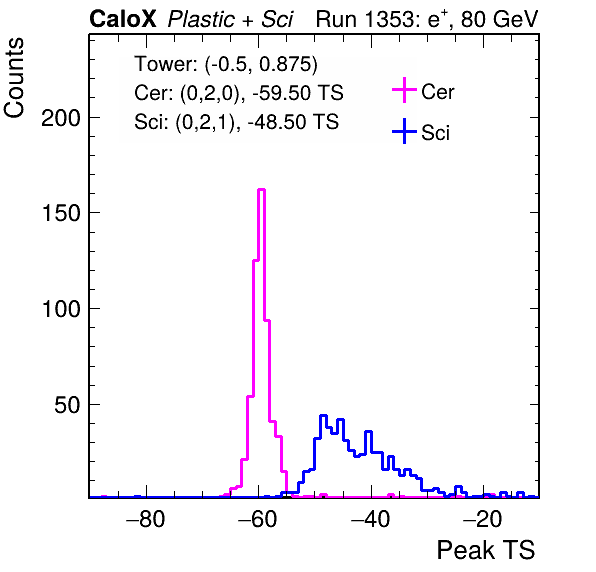 CaloX Plastic + Sci Run 1353: e+, 80 GeV
Counts
Tower: (-0.5, 0.875)
Cer: (0,2,0), -59.50 TS
Sci: (0,2,1), -48.50 TS
Cer
Sci
200
150
100
50
−80 −60 −40 −20
Peak TS